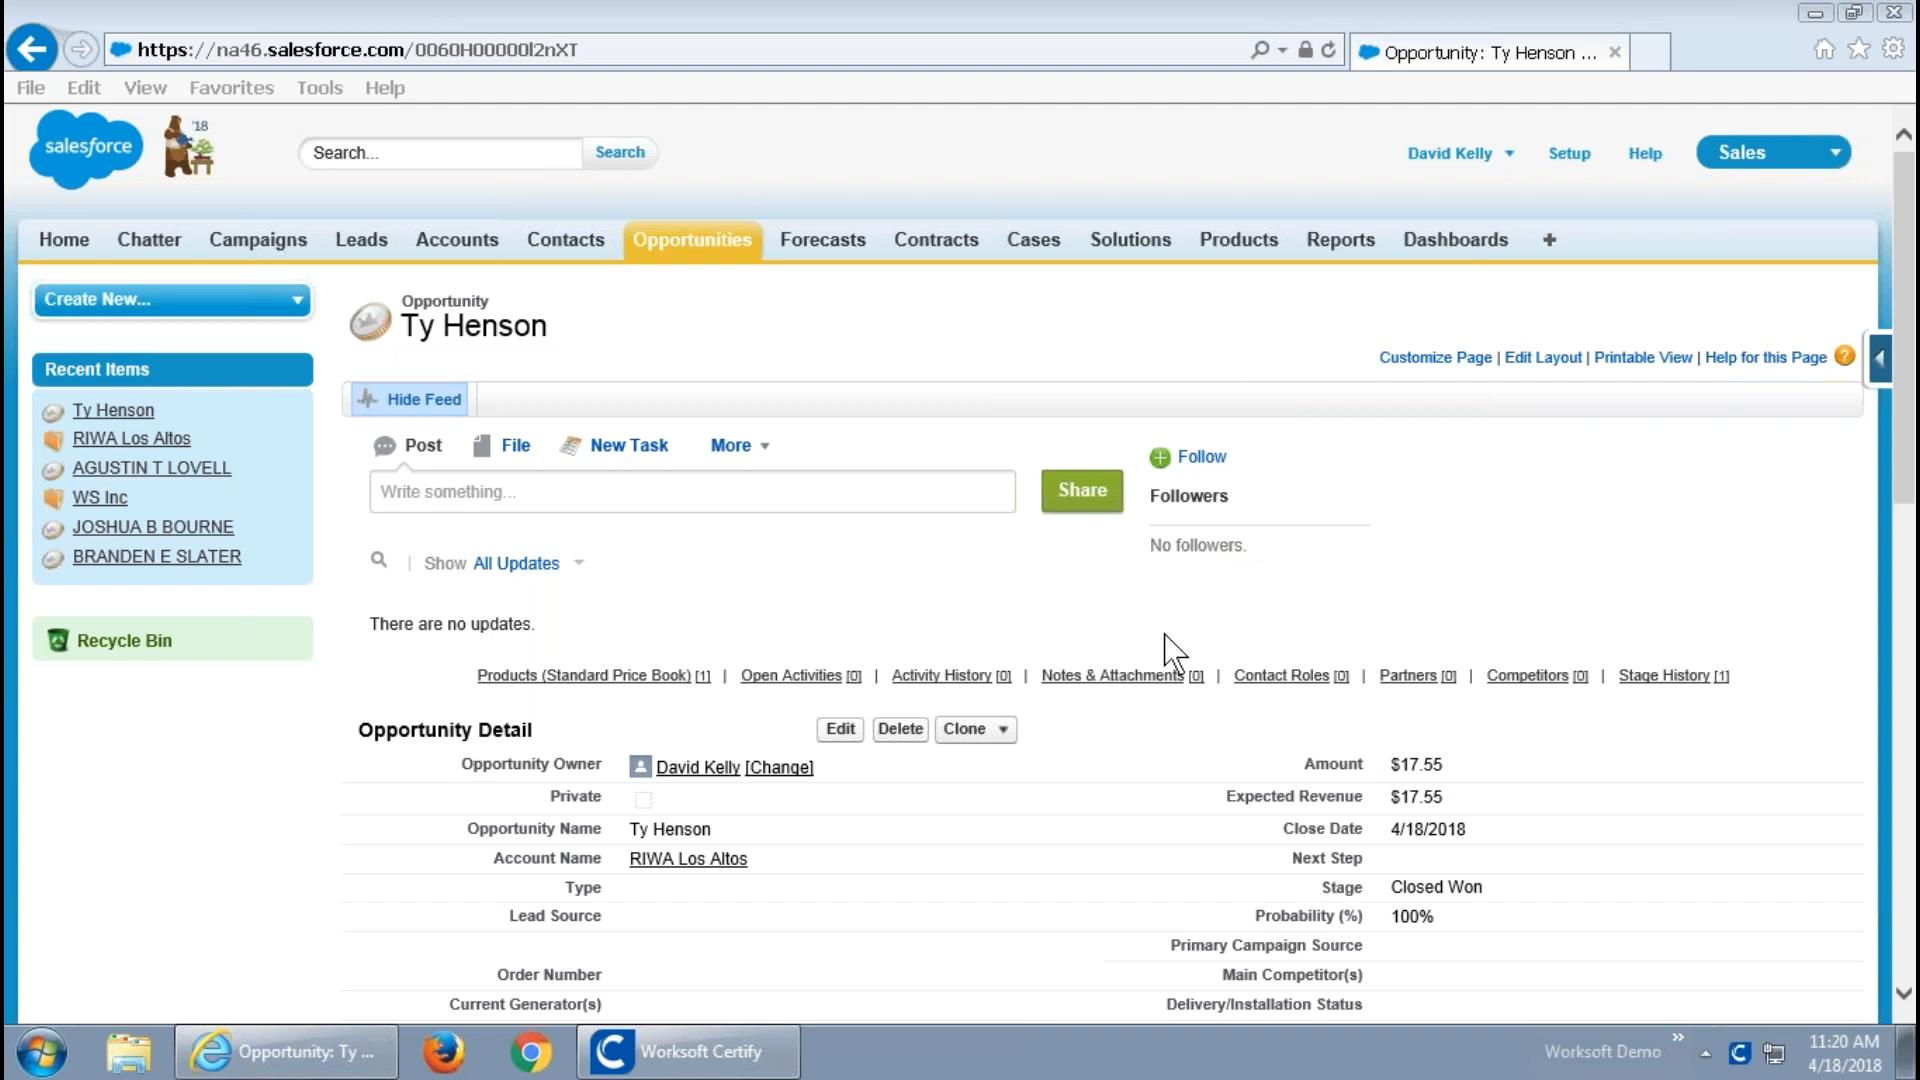 https://na46.salesforce.com/0060H00000l2nXT
Opportunity: Ty Henson ...
File Edit View Favorites Tools Help
salesforce
'18
Search...
Search
David Kelly
Setup
Help
Sales
Home Chatter Campaigns Leads Accounts Contacts Opportunities Forecasts Contracts Cases Solutions Products Reports Dashboards +
Create New...
Opportunity
Ty Henson
Customize Page | Edit Layout | Printable View | Help for this Page ?
Recent Items
Ty Henson
RIWA Los Altos
AGUSTIN T LOVELL
WS Inc
JOSHUA B BOURNE
BRANDEN E SLATER
Recycle Bin
Hide Feed
Post File New Task More
Write something...
Share
Follow
Followers
No followers.
Show All Updates
There are no updates.
Products (Standard Price Book) [1] | Open Activities [0] | Activity History [0] | Notes & Attachments [0] | Contact Roles [0] | Partners [0] | Competitors [0] | Stage History [1]
Opportunity Detail
Edit Delete Clone
Opportunity Owner David Kelly [Change]
Amount $17.55
Private
Expected Revenue $17.55
Opportunity Name Ty Henson
Close Date 4/18/2018
Account Name RIWA Los Altos
Next Step
Type
Stage Closed Won
Lead Source
Probability (%) 100%
Primary Campaign Source
Order Number
Main Competitor(s)
Current Generator(s)
Delivery/Installation Status
Opportunity: Ty ...
Worksoft Certify
Worksoft Demo
11:20 AM
4/18/2018